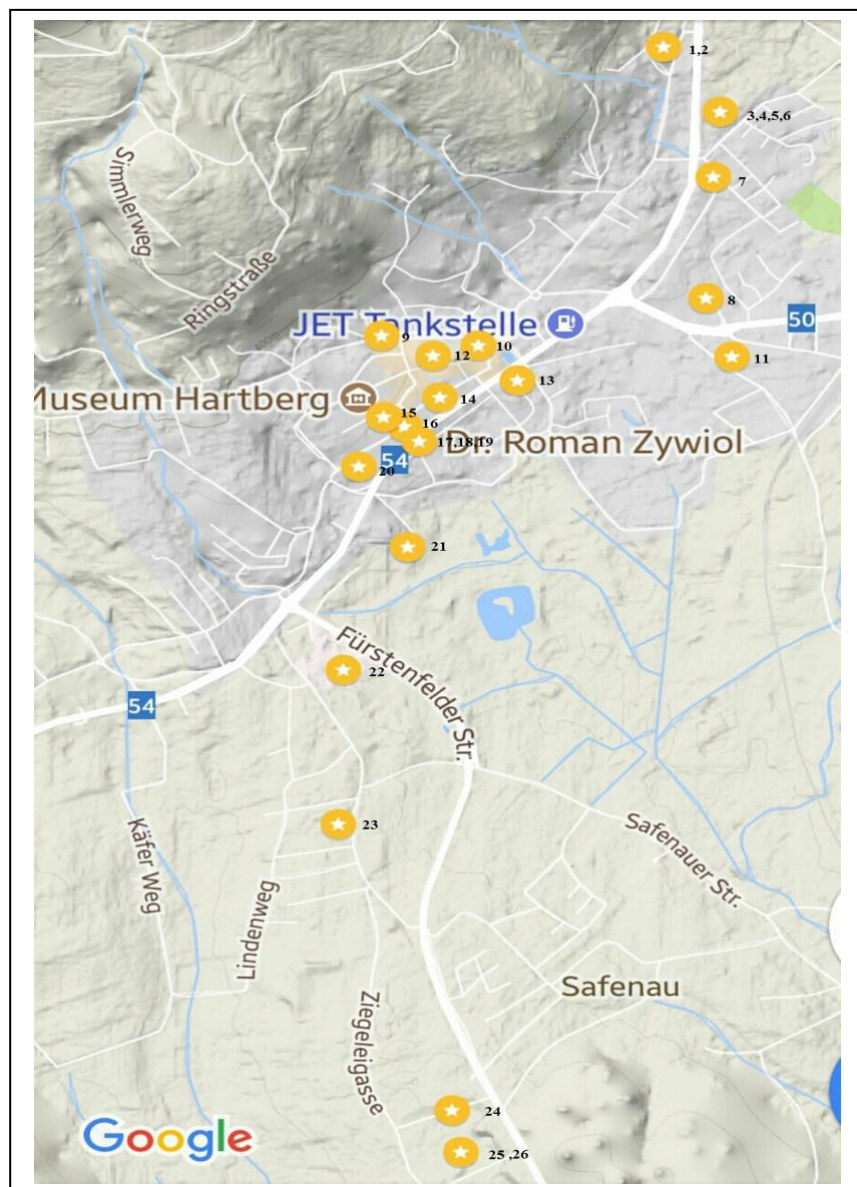 1,2
3,4,5,6
Simmlerweg
7
Ringstraße
8
JET Tankstelle
50
9
10
12
11
13
Museum Hartberg
14
15
16
17,18,19
Dr. Roman Zywiol
54
20
21
Fürstenfelder Str.
22
54
23
Käfer Weg
Safenauer Str.
Lindenweg
Safenau
Ziegeleigasse
24
Google
25 ,26